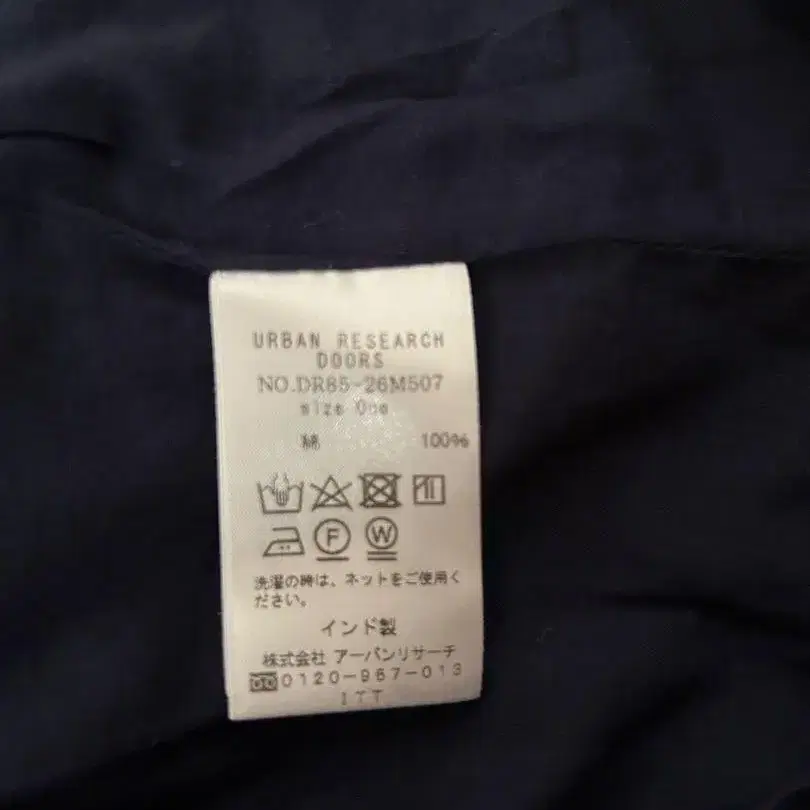 URBAN RESEARCH
DOORS
NO.DR85-26M507
size One
綿 100%
F W
洗濯の時は、ネットをご使用く
ださい。
インド製
株式会社 アーバンリサーチ
0120-967-013
ITT